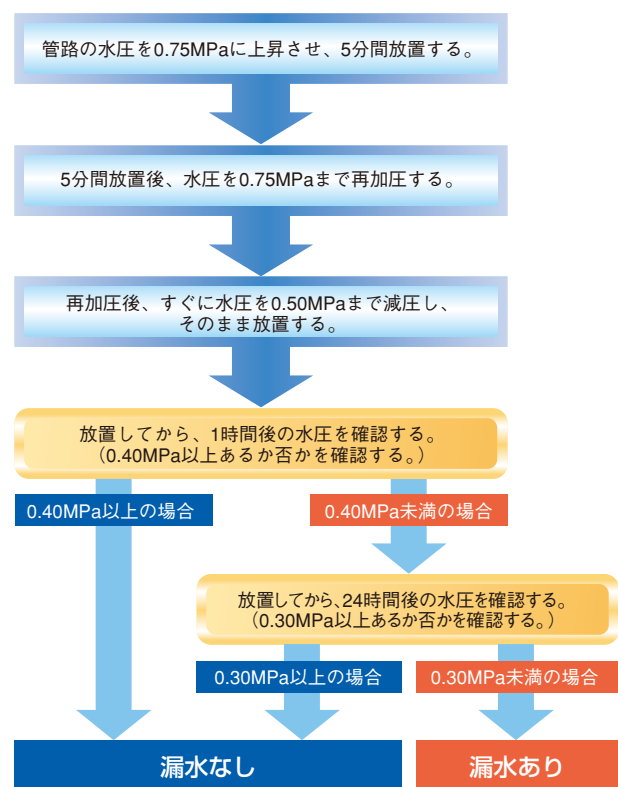 管路の水圧を0.75MPaに上昇させ、5分間放置する。
5分間放置後、水圧を0.75MPaまで再加圧する。
再加圧後、すぐに水圧を0.50MPaまで減圧し、
そのまま放置する。
放置してから、1時間後の水圧を確認する。
（0.40MPa以上あるか否かを確認する。）
0.40MPa以上の場合
0.40MPa未満の場合
放置してから、24時間後の水圧を確認する。
（0.30MPa以上あるか否かを確認する。）
0.30MPa以上の場合
0.30MPa未満の場合
漏水なし
漏水あり